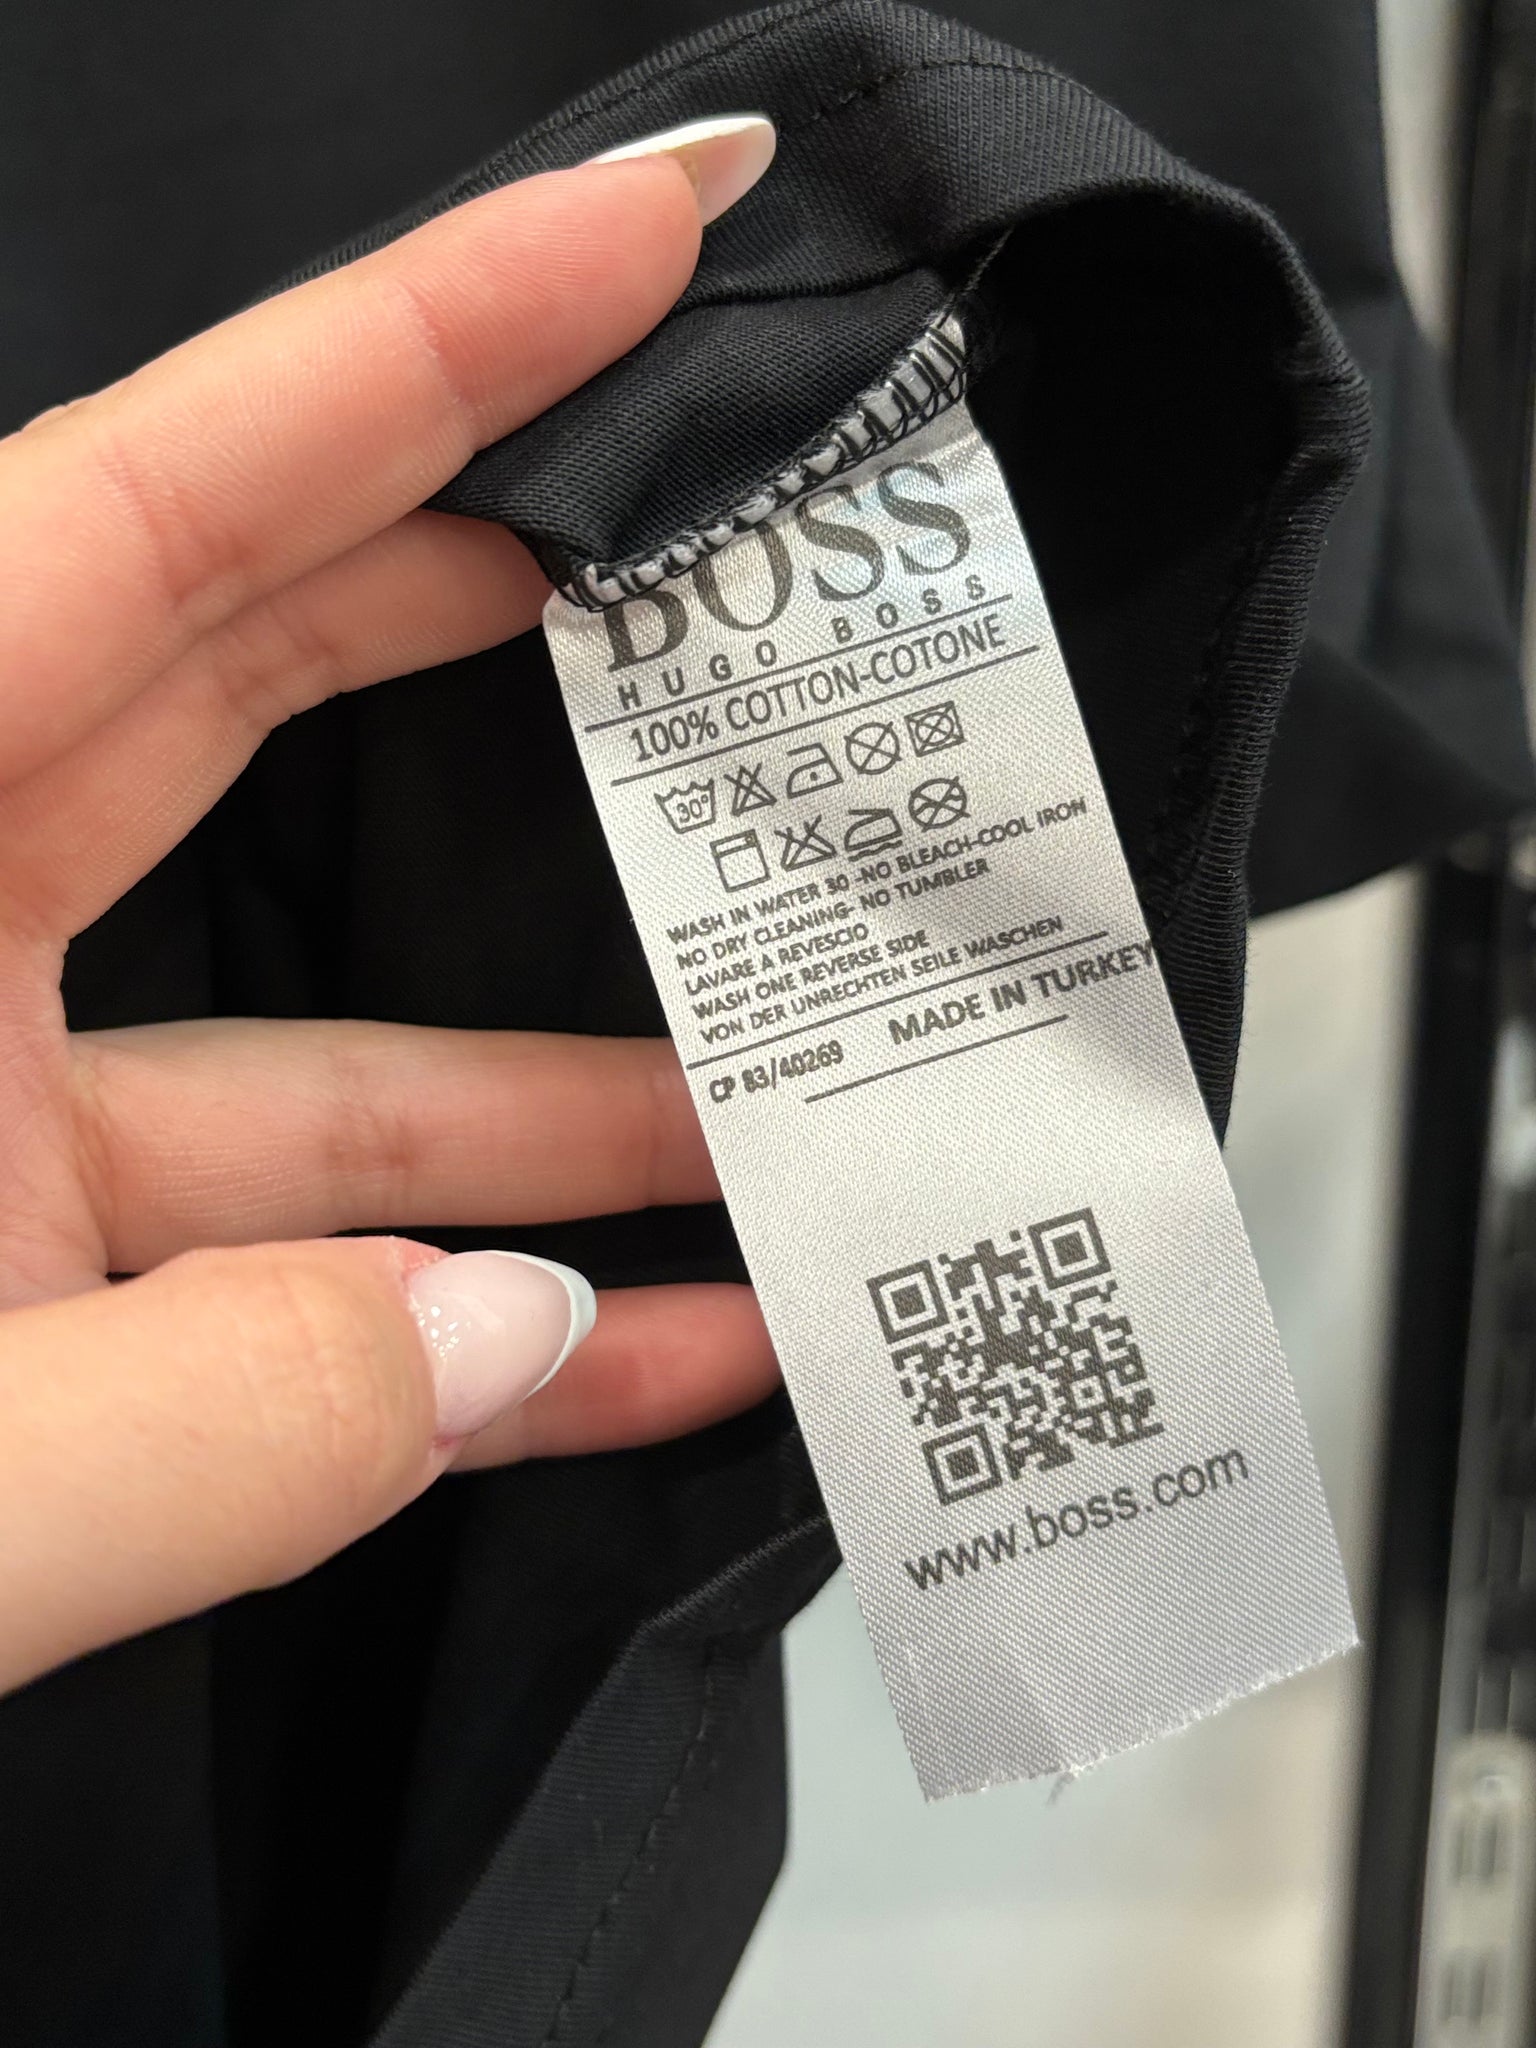 BOSS
HUGO BOSS
100% COTTON-COTONE
30°
WASH IN WATER 30 -NO BLEACH-COOL IRON
NO DRY CLEANING- NO TUMBLER
LAVARE A REVESCIO
WASH ONE REVERSE SIDE
VON DER UNRECHTEN SEILE WASCHEN
MADE IN TURKEY
CP 83/40269
www.boss.com